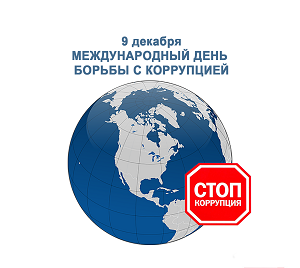 9 декабря
МЕЖДУНАРОДНЫЙ ДЕНЬ
БОРЬБЫ С КОРРУПЦИЕЙ
СТОП
КОРРУПЦИЯ